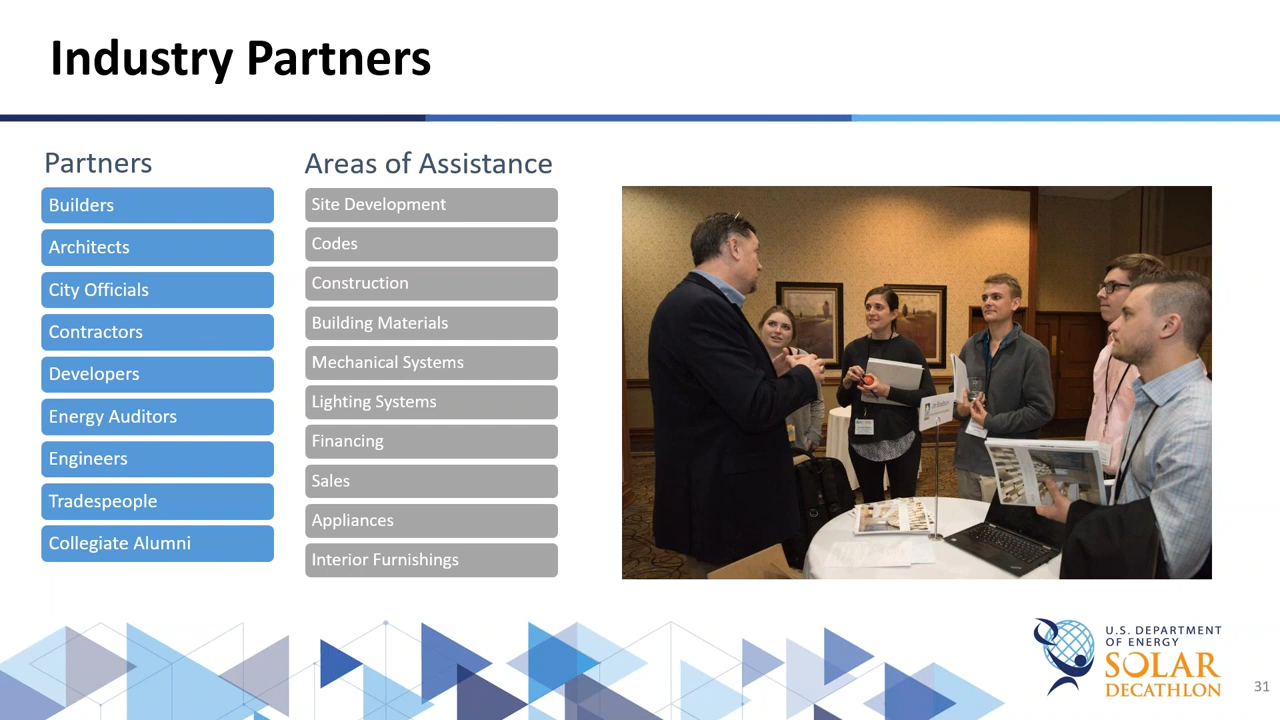 Industry Partners
Partners
Builders
Architects
City Officials
Contractors
Developers
Energy Auditors
Engineers
Tradespeople
Collegiate Alumni
Areas of Assistance
Site Development
Codes
Construction
Building Materials
Mechanical Systems
Lighting Systems
Financing
Sales
Appliances
Interior Furnishings
U.S. DEPARTMENT
OF ENERGY
SOLAR
DECATHLON
31